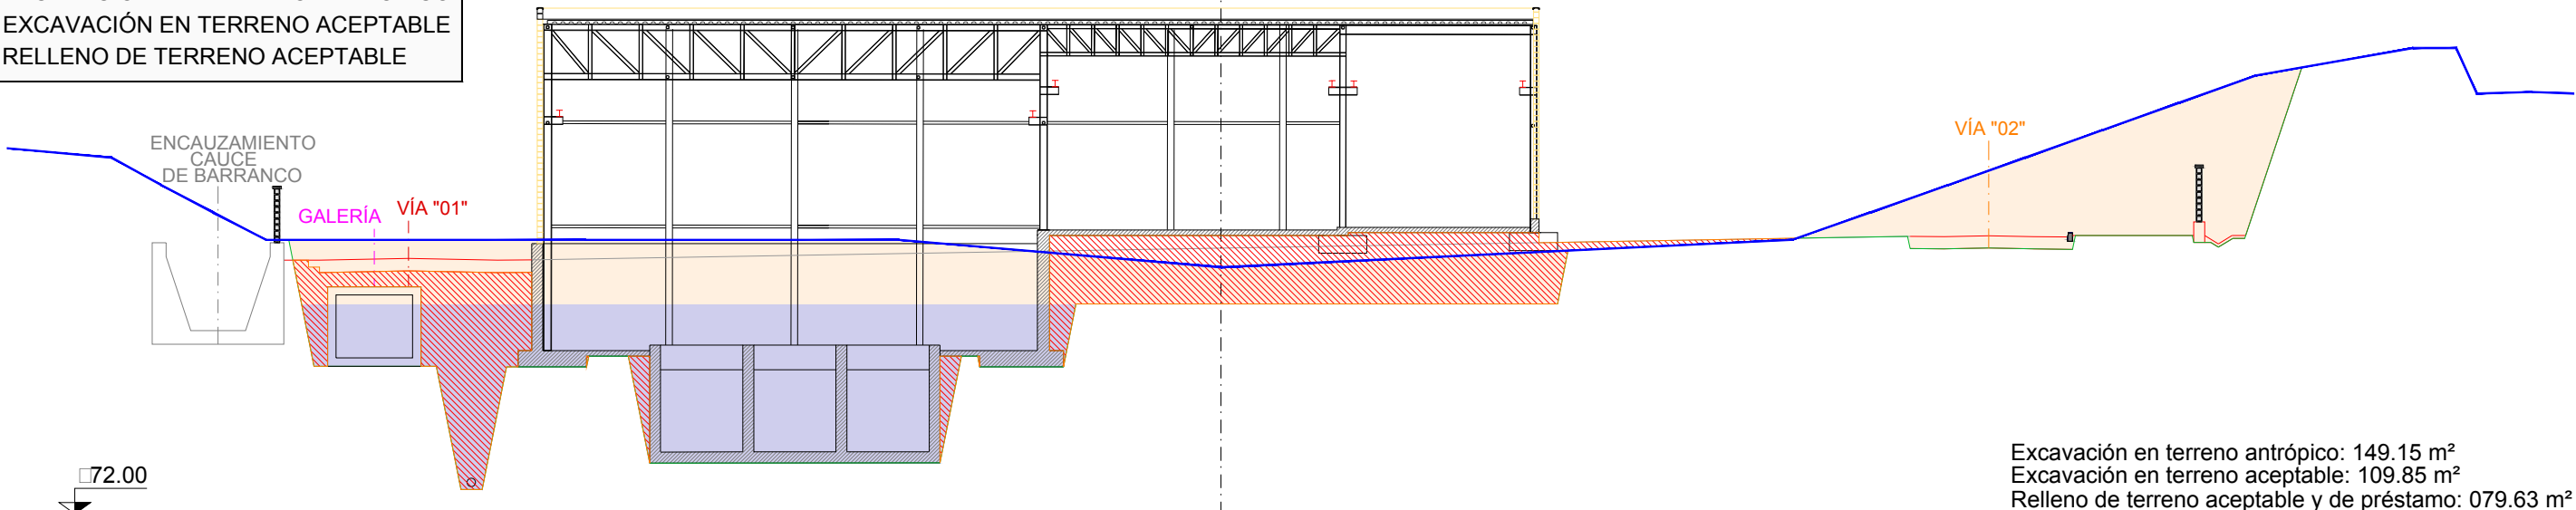 EXCAVACIÓN EN TERRENO ACEPTABLE
RELLENO DE TERRENO ACEPTABLE
ENCAUZAMIENTO
CAUCE
DE BARRANCO
GALERÍA
VÍA "01"
VÍA "02"
72.00
Excavación en terreno antrópico: 149.15 m²
Excavación en terreno aceptable: 109.85 m²
Relleno de terreno aceptable y de préstamo: 079.63 m²